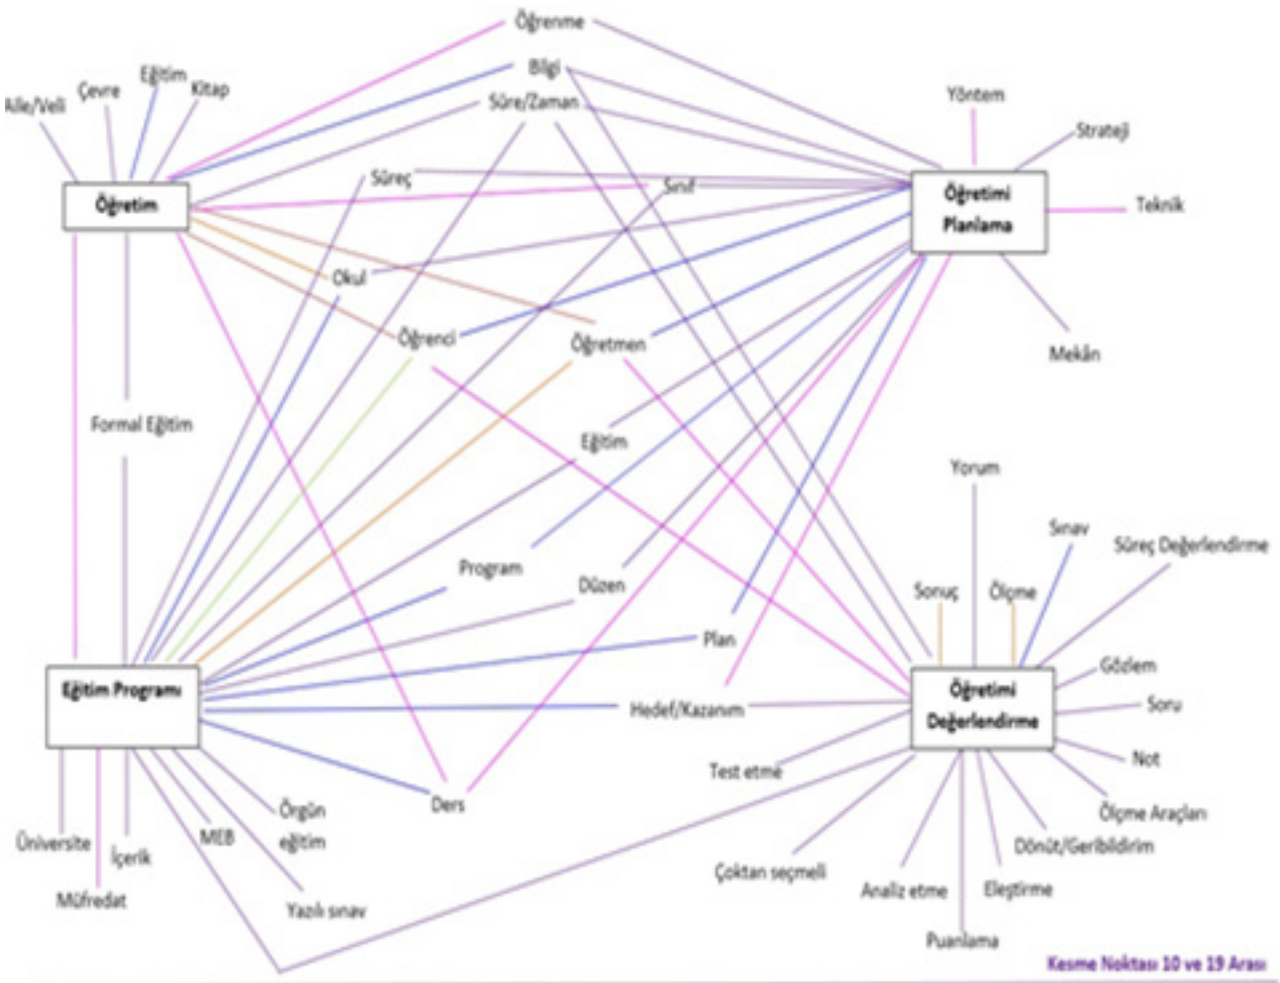 Öğrenme
Bilgi
Süre/Zaman
Eğitim
Kitap
Çevre
Aile/Veli
Yöntem
Strateji
Süreç
Sınıf
Öğretim
Öğretimi
Planlama
Teknik
Okul
Öğrenci
Öğretmen
Mekân
Formal Eğitim
Eğitim
Yorum
Sınav
Süreç Değerlendirme
Program
Düzen
Sonuç
Ölçme
Plan
Gözlem
Eğitim Programı
Hedef/Kazanım
Öğretimi
Değerlendirme
Soru
Test etme
Not
Ders
Örgün
eğitim
Ölçme Araçları
Üniversite
İçerik
MEB
Dönüt/Geribildirim
Çoktan seçmeli
Analiz etme
Eleştirme
Müfredat
Yazılı sınav
Puanlama
Kesme Noktası 10 ve 19 Arası